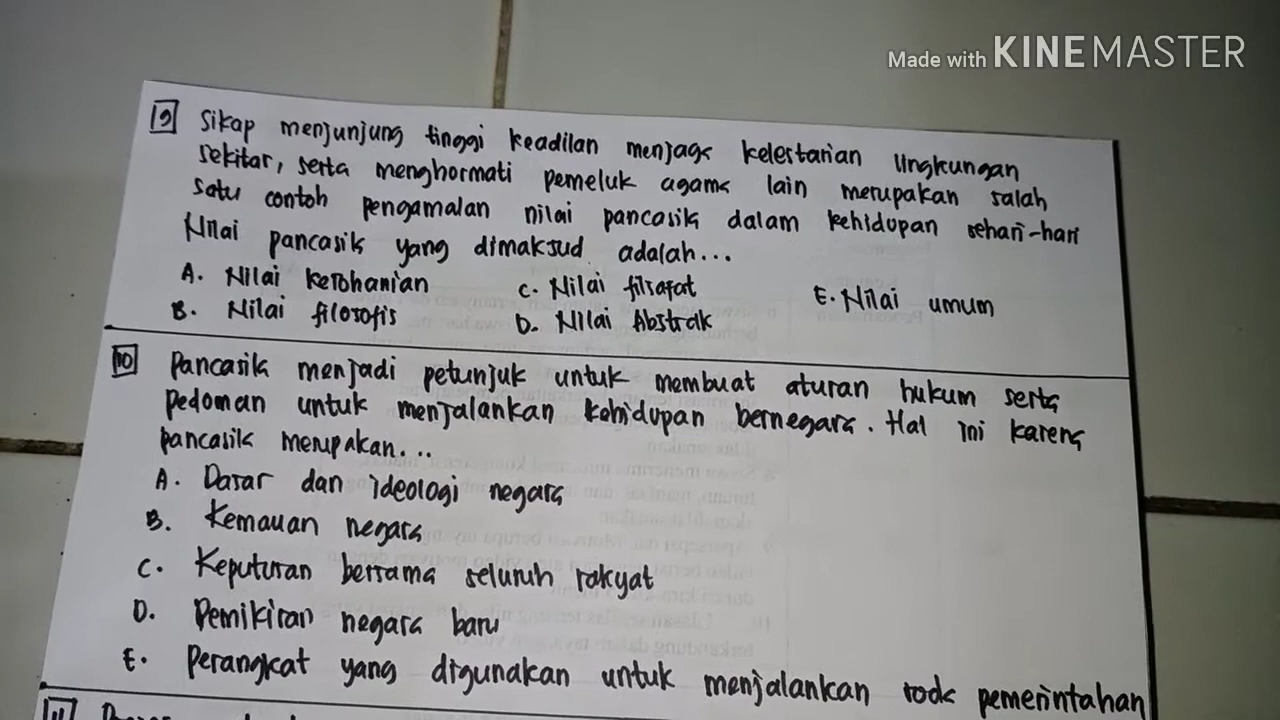 Made with KINEMASTER
9 Sikap menjunjung tinggi keadilan menjaga kelestarian lingkungan
sekitar, serta menghormati pemeluk agama lain merupakan salah
satu contoh pengamalan nilai pancasila dalam kehidupan sehari-hari
Nilai pancasila yang dimaksud adalah...
A. Nilai kerohanian C. Nilai filsafat E. Nilai umum
B. Nilai filosofis D. Nilai Abstrak
10 Pancasila menjadi petunjuk untuk membuat aturan hukum serta
pedoman untuk menjalankan kehidupan bernegara. Hal ini karena
pancasila merupakan...
A. Dasar dan ideologi negara
B. Kemauan negara
C. Keputusan bersama seluruh rakyat
D. Pemikiran negara baru
E. Perangkat yang digunakan untuk menjalankan roda pemerintahan
11